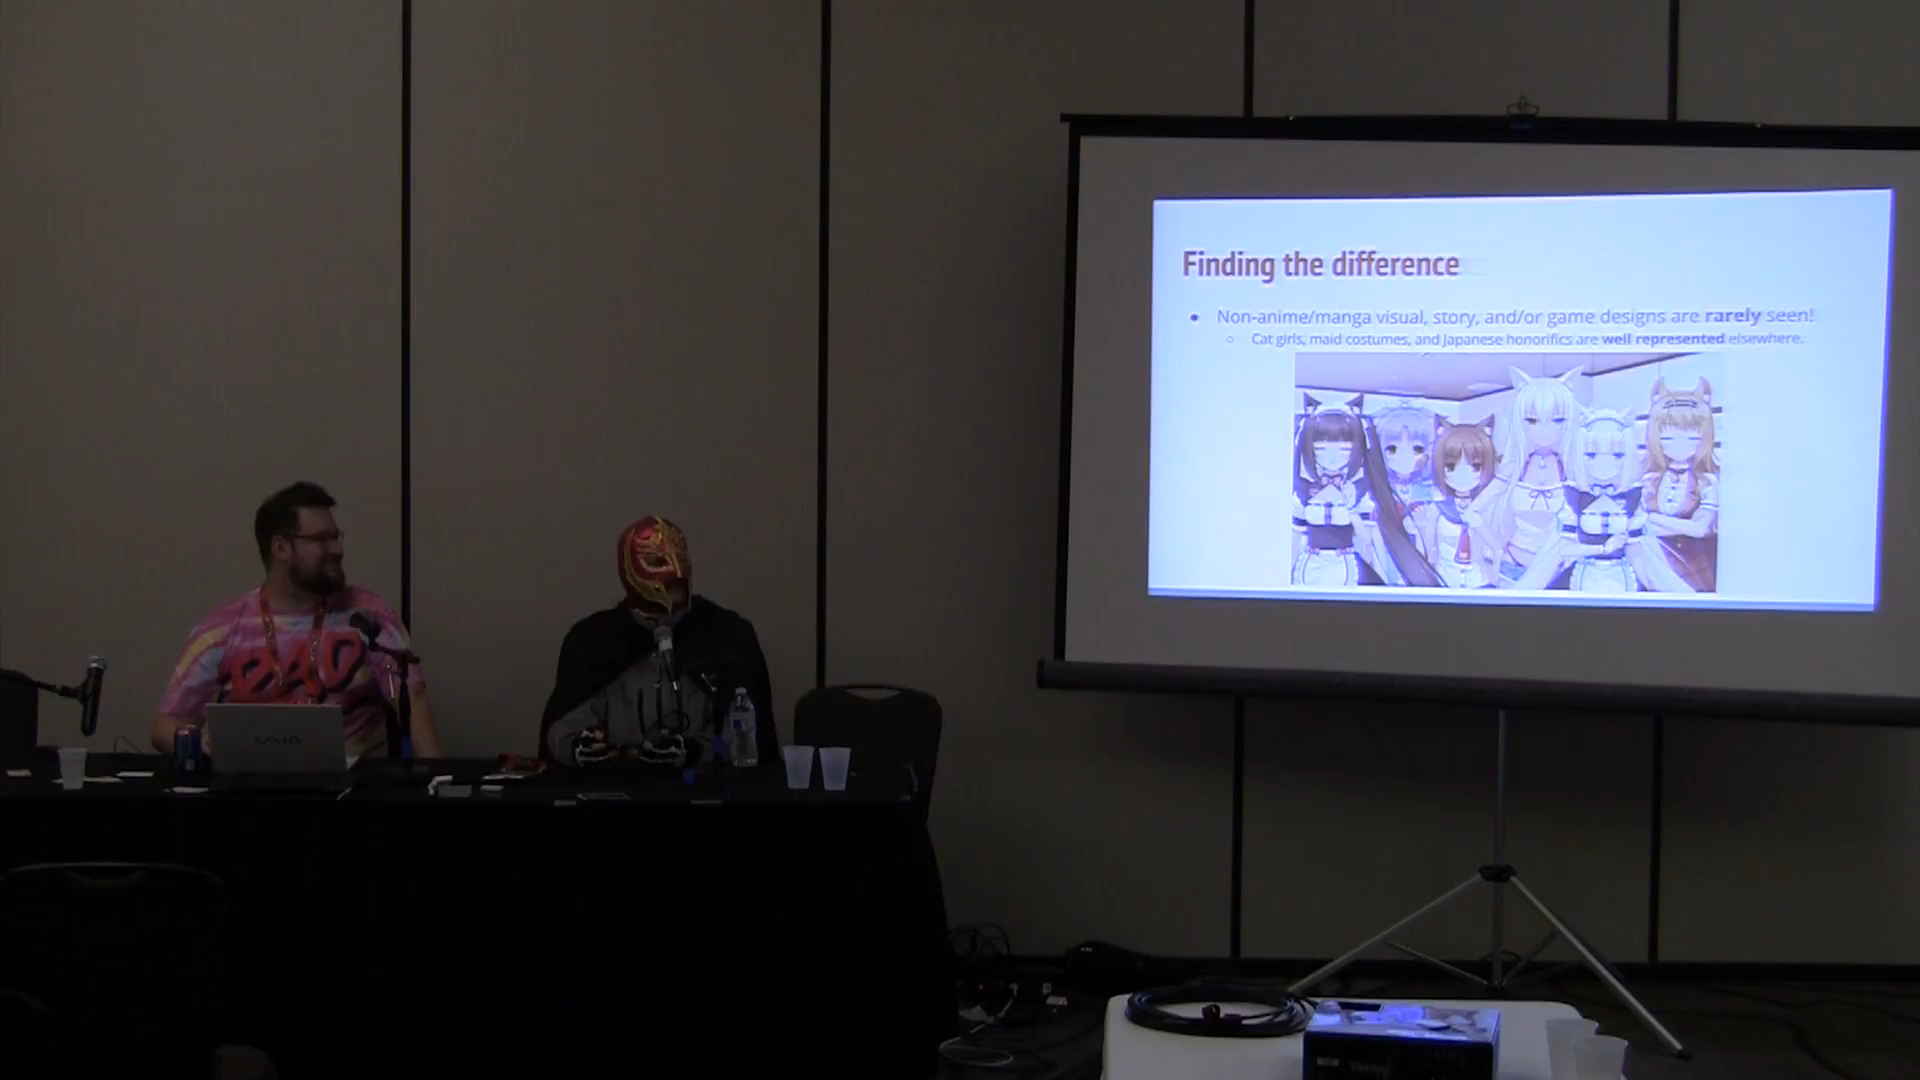 Finding the difference
Non-anime/manga visual, story, and/or game designs are rarely seen!
Cat girls, maid costumes, and Japanese honorifics are well represented elsewhere.
RAD
VAIO